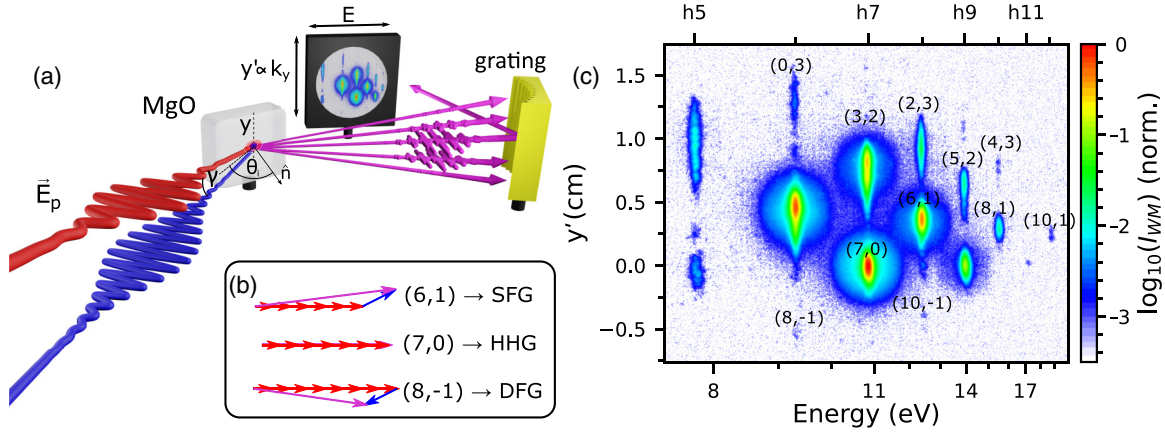 (a)
MgO
y
γ
θi
n̂
E⃗p
E
y'∝ ky
grating
(b)
(6,1) → SFG
(7,0) → HHG
(8,-1) → DFG
(c)
h5 h7 h9 h11
(0,3)
(3,2)
(2,3)
(4,3)
(5,2)
(6,1)
(8,1)
(10,1)
(7,0)
(10,-1)
(8,-1)
1.5
1.0
0.5
0.0
−0.5
y'(cm)
8 11 14 17
Energy (eV)
0
−1
−2
−3
log10(IWM) (norm.)